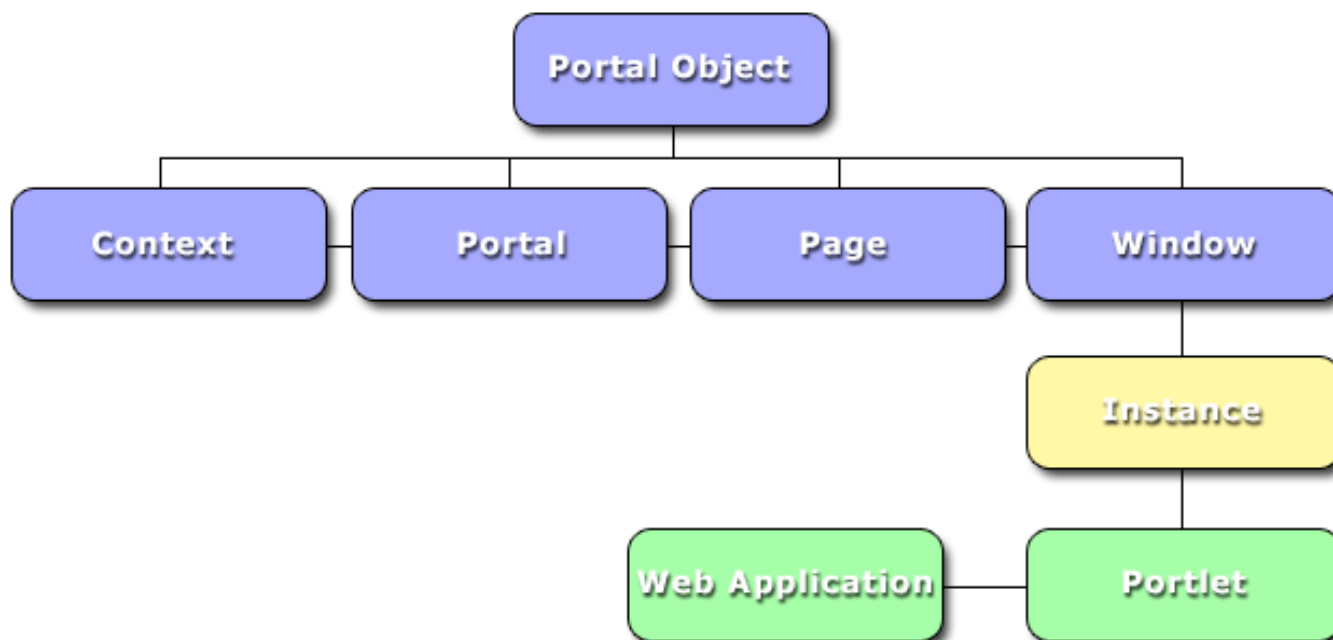 Portal Object
Context
Portal
Page
Window
Instance
Web Application
Portlet